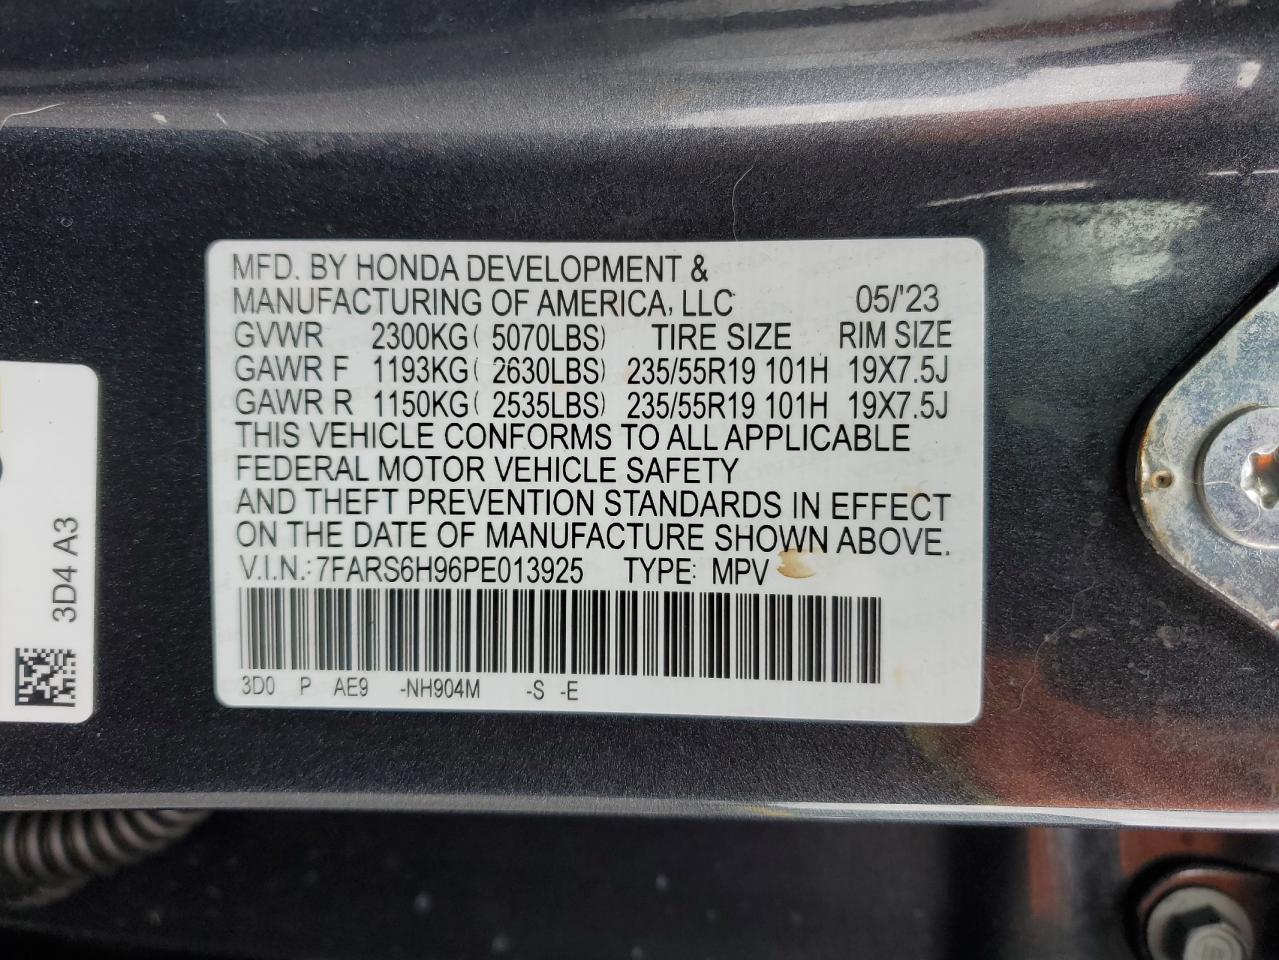 MFD. BY HONDA DEVELOPMENT &
MANUFACTURING OF AMERICA, LLC 05/'23
GVWR 2300KG( 5070LBS) TIRE SIZE RIM SIZE
GAWR F 1193KG( 2630LBS) 235/55R19 101H 19X7.5J
GAWR R 1150KG( 2535LBS) 235/55R19 101H 19X7.5J
THIS VEHICLE CONFORMS TO ALL APPLICABLE
FEDERAL MOTOR VEHICLE SAFETY
AND THEFT PREVENTION STANDARDS IN EFFECT
ON THE DATE OF MANUFACTURE SHOWN ABOVE.
V.I.N.:7FARS6H96PE013925 TYPE: MPV
3D0 P AE9 -NH904M -S -E
3D4 A3